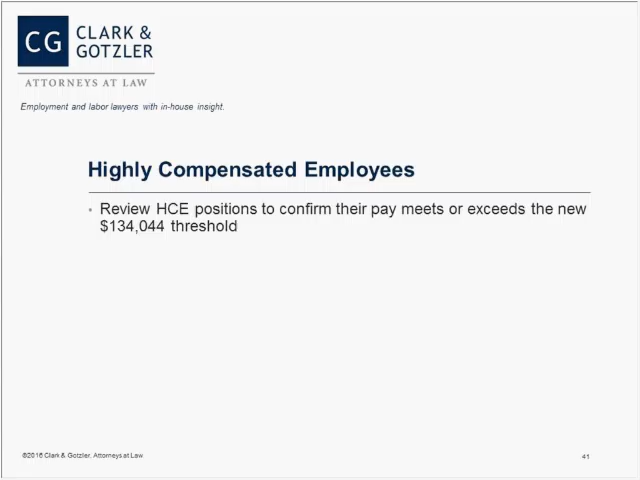 CG CLARK & GOTZLER
ATTORNEYS AT LAW
Employment and labor lawyers with in-house insight.
Highly Compensated Employees
• Review HCE positions to confirm their pay meets or exceeds the new
$134,044 threshold
©2016 Clark & Gotzler, Attorneys at Law
41